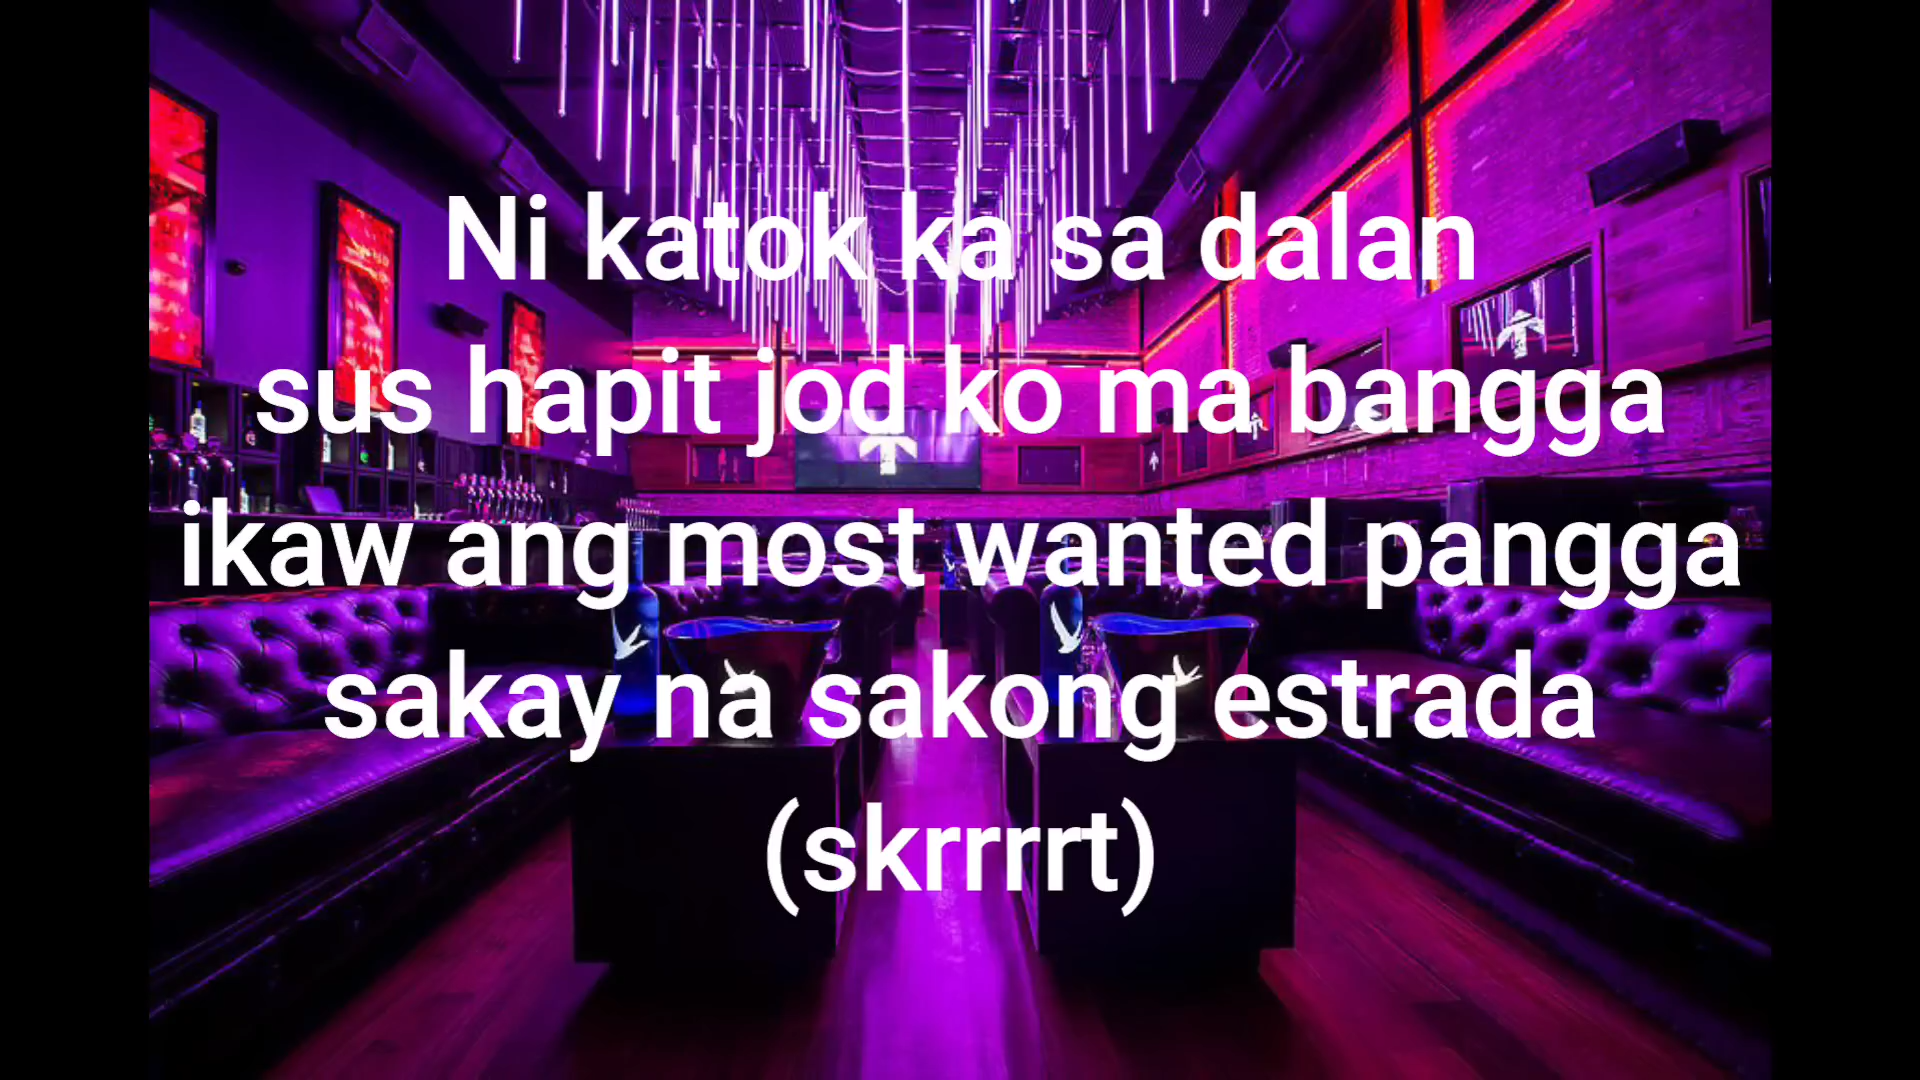 Ni katok ka sa dalan
sus hapit jod ko ma bangga
ikaw ang most wanted pangga
sakay na sakong estrada
(skrrrrt)